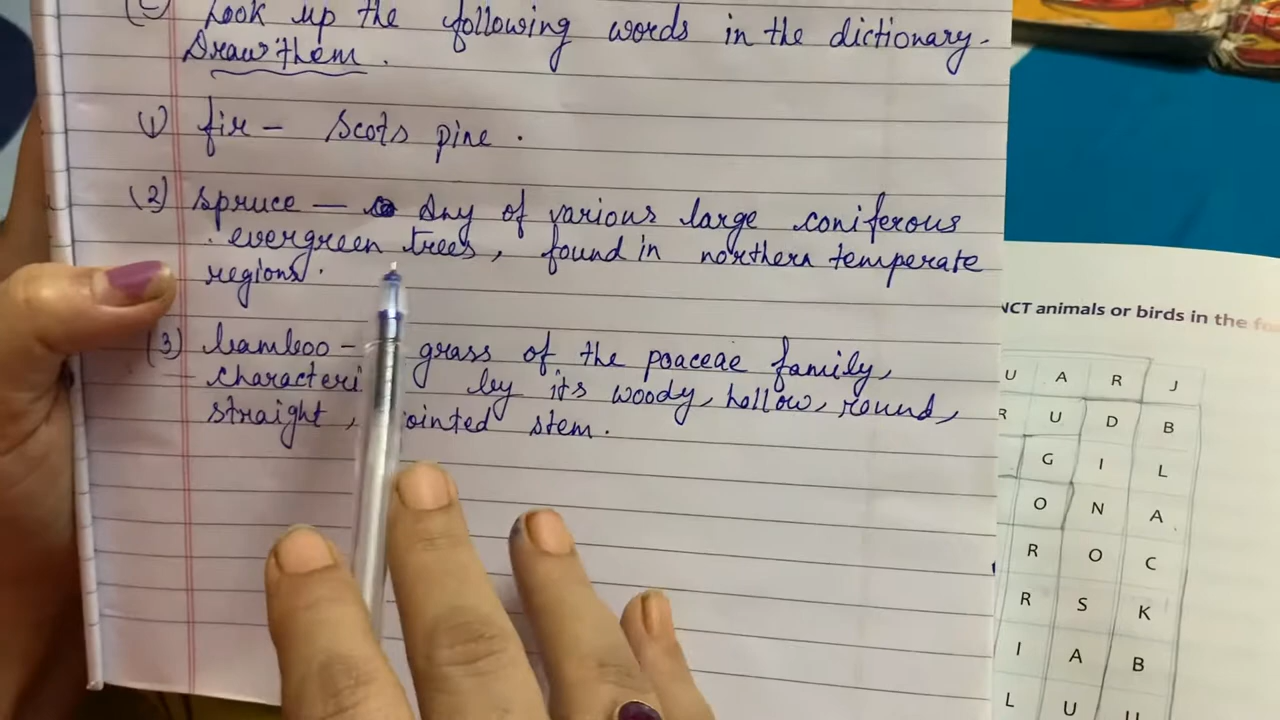 (C) Look up the following words in the dictionary.
Draw them.
1) fir - Scots pine.
(2) spruce - Any of various large coniferous
evergreen trees, found in northern temperate
regions.
(3) bamboo - grass of the poaceae family,
characteri by its woody, hollow, round,
straight, ointed stem.
NCT animals or birds in the fo
U A R J
R U D B
G I L
O N A
R O C
R S K
I A B
L U U